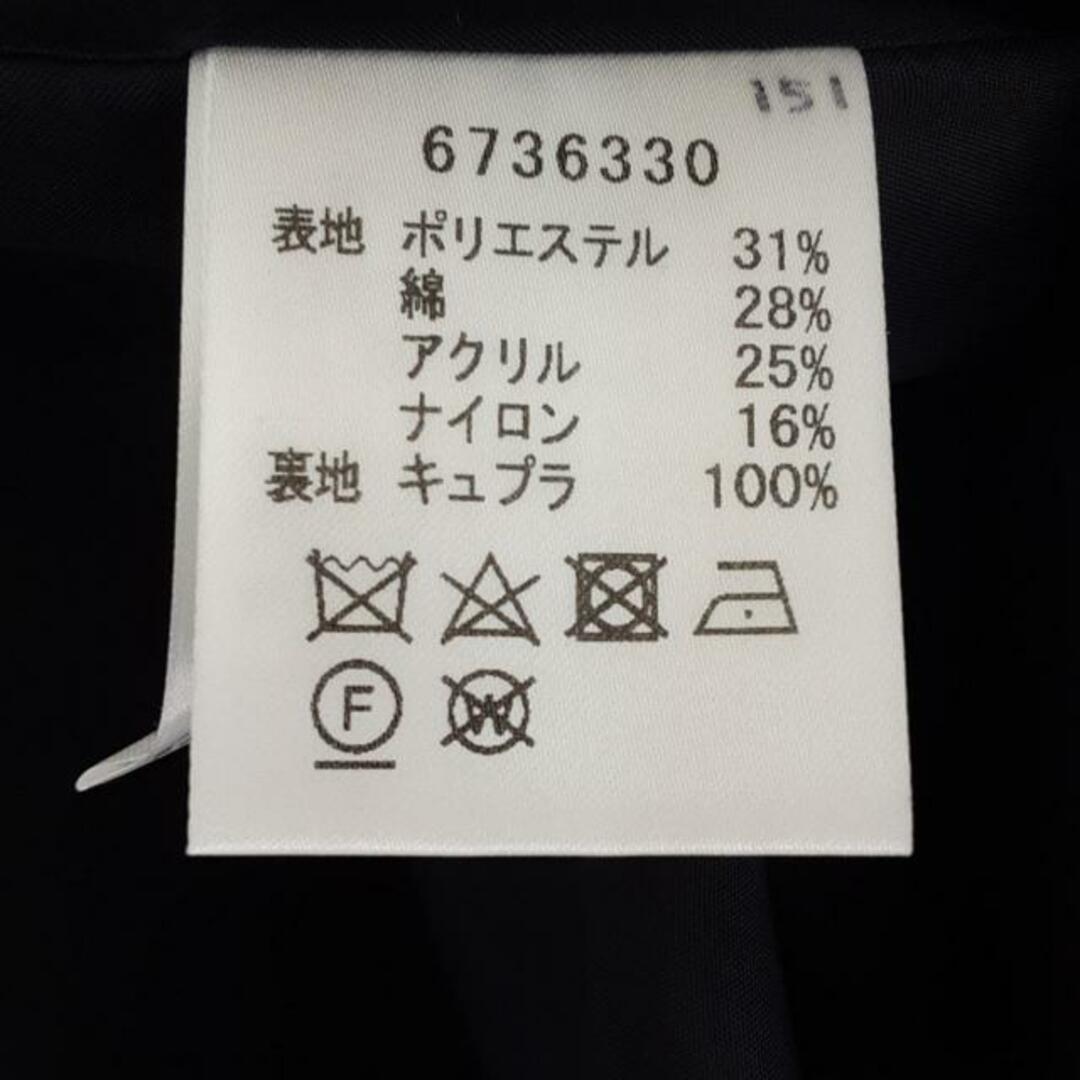 151
6736330
表地 ポリエステル 31%
綿 28%
アクリル 25%
ナイロン 16%
裏地 キュプラ 100%
F W